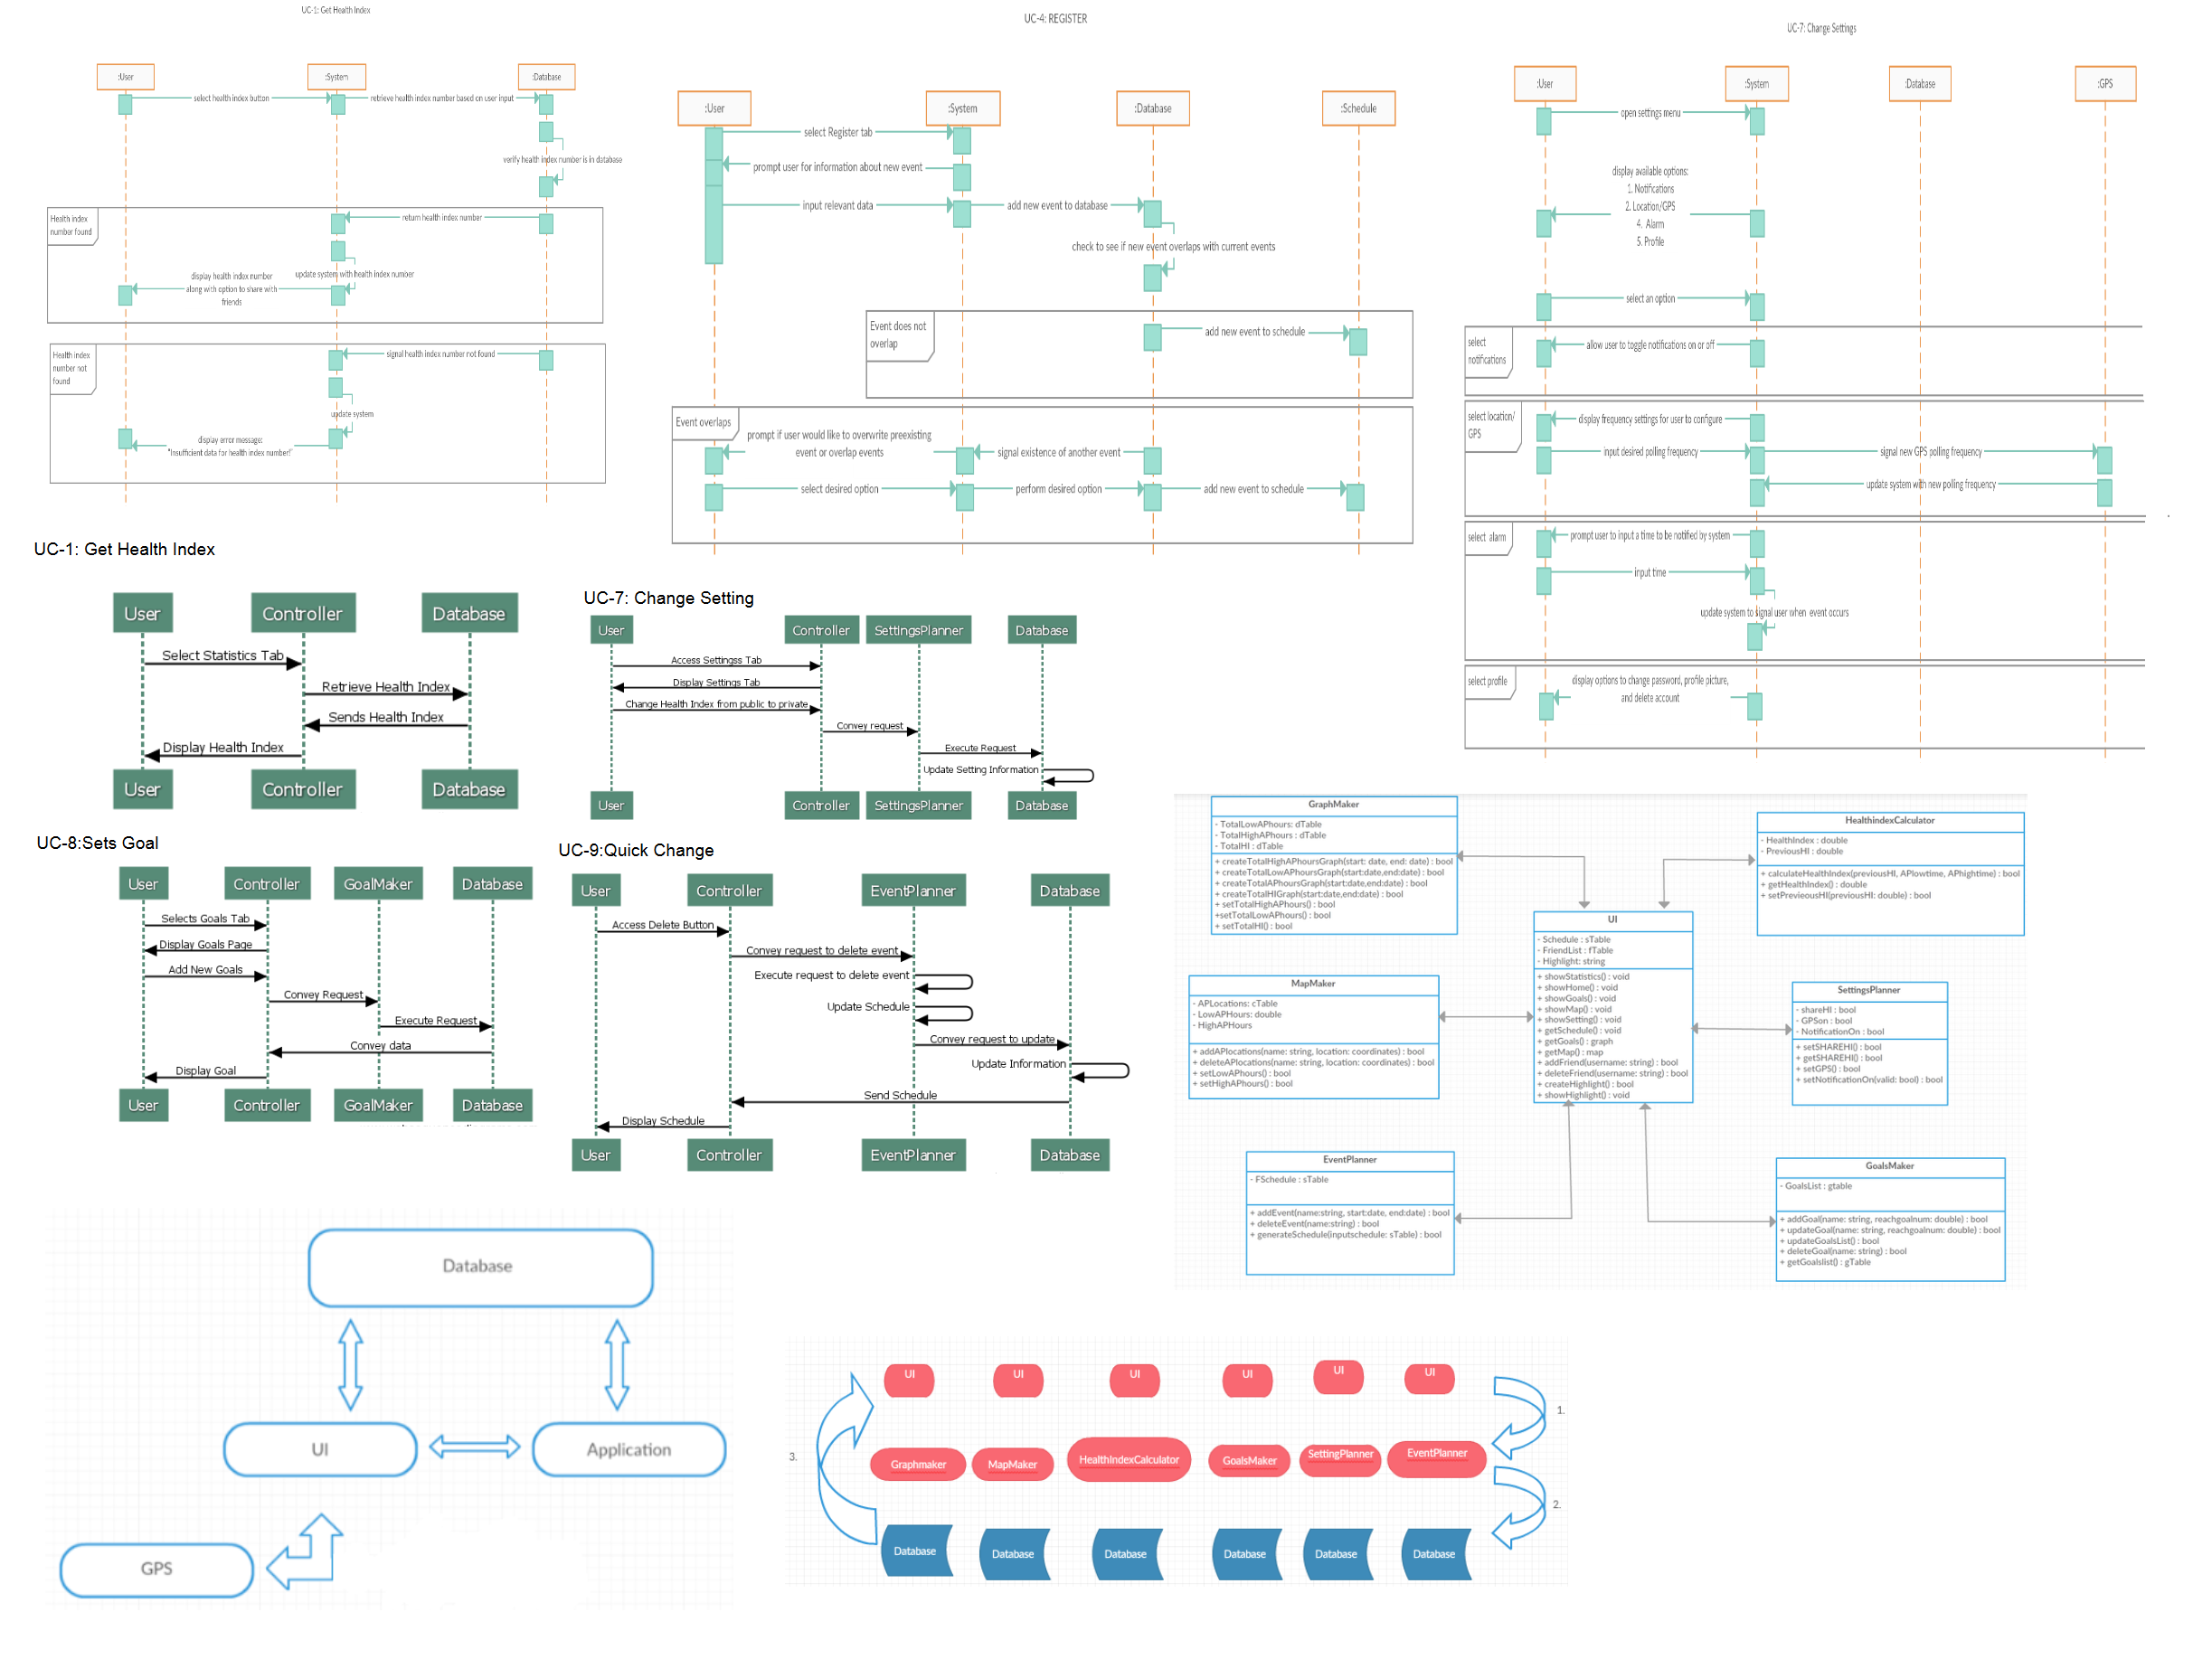 UC-1: Get Health Index
:User
:System
:Database
select health index button
retrieve health index number based on user input
verify health index number is in database
Health index
number found
return health index number
update system with health index number
display health index number
along with option to share with
friends
Health index
number not
found
signal health index number not found
update system
display error message:
"Insufficient data for health index number!"
UC-4: REGISTER
:User
:System
:Database
:Schedule
select Register tab
prompt user for information about new event
input relevant data
add new event to database
check to see if new event overlaps with current events
Event does not
overlap
add new event to schedule
Event overlaps
prompt if user would like to overwrite preexisting
event or overlap events
signal existence of another event
select desired option
perform desired option
add new event to schedule
UC-7: Change Settings
:User
:System
:Database
:GPS
open settings menu
display available options:
1. Notifications
2. Location/GPS
4. Alarm
5. Profile
select an option
select
notifications
allow user to toggle notifications on or off
select location/
GPS
display frequency settings for user to configure
input desired polling frequency
signal new GPS polling frequency
update system with new polling frequency
select alarm
prompt user to input a time to be notified by system
input time
update system to signal user when event occurs
select profile
display options to change password, profile picture,
and delete account
UC-1: Get Health Index
User
Controller
Database
Select Statistics Tab
Retrieve Health Index
Sends Health Index
Display Health Index
User
Controller
Database
UC-7: Change Setting
User
Controller
SettingsPlanner
Database
Access Settingss Tab
Display Settings Tab
Change Health Index from public to private
Convey request
Execute Request
Update Setting Information
User
Controller
SettingsPlanner
Database
UC-8:Sets Goal
User
Controller
GoalMaker
Database
Selects Goals Tab
Display Goals Page
Add New Goals
Convey Request
Execute Request
Convey data
Display Goal
User
Controller
GoalMaker
Database
UC-9:Quick Change
User
Controller
EventPlanner
Database
Access Delete Button
Convey request to delete event
Execute request to delete event
Update Schedule
Convey request to update
Update Information
Send Schedule
Display Schedule
User
Controller
EventPlanner
Database
GraphMaker
- TotalLowAPhours: dTable
- TotalHighAPhours : dTable
- TotalHI : dTable
+ createTotalHighAPhoursGraph(start: date, end: date) : bool
+ createTotalLowAPhoursGraph(start:date,end:date) : bool
+ createTotalAPhoursGraph(start:date,end:date) : bool
+ createTotalHIGraph(start:date,end:date) : bool
+ setTotalHighAPhours() : bool
+setTotalLowAPhours() : bool
+ setTotalHI() : bool
HealthindexCalculator
- HealthIndex : double
- PreviousHI : double
+ calculateHealthIndex(previousHI, APlowtime, APhightime) : bool
+ getHealthIndex() : double
+ setPrevieousHI(previousHI: double) : bool
UI
- Schedule : sTable
- FriendList : fTable
- Highlight: string
+ showStatistics() : void
+ showHome() : void
+ showGoals() : void
+ showMap() : void
+ showSetting() : void
+ getSchedule() : void
+ getGoals() : graph
+ getMap() : map
+ addFriend(username: string) : bool
+ deleteFriend(username: string) : bool
+ createHighlight() : bool
+ showHighlight() : void
MapMaker
- APLocations: cTable
- LowAPHours: double
- HighAPHours
+ addAPlocations(name: string, location: coordinates) : bool
+ deleteAPlocations(name: string, location: coordinates) : bool
+ setLowAPhours() : bool
+ setHighAPhours() : bool
SettingsPlanner
- shareHI : bool
- GPSon : bool
- NotificationOn : bool
+ setSHAREHI() : bool
+ getSHAREHI() : bool
+ setGPS() : bool
+ setNotificationOn(valid: bool) : bool
EventPlanner
- FSchedule : sTable
+ addEvent(name:string, start:date, end:date) : bool
+ deleteEvent(name:string) : bool
+ generateSchedule(inputschedule: sTable) : bool
GoalsMaker
- GoalsList : gtable
+ addGoal(name: string, reachgoalnum: double) : bool
+ updateGoal(name: string, reachgoalnum: double) : bool
+ updateGoalsList() : bool
+ deleteGoal(name: string) : bool
+ getGoalslist() : gTable
Database
UI
Application
GPS
UI
UI
UI
UI
UI
UI
1.
3.
Graphmaker
MapMaker
HealthIndexCalculator
GoalsMaker
SettingPlanner
EventPlanner
2.
Database
Database
Database
Database
Database
Database